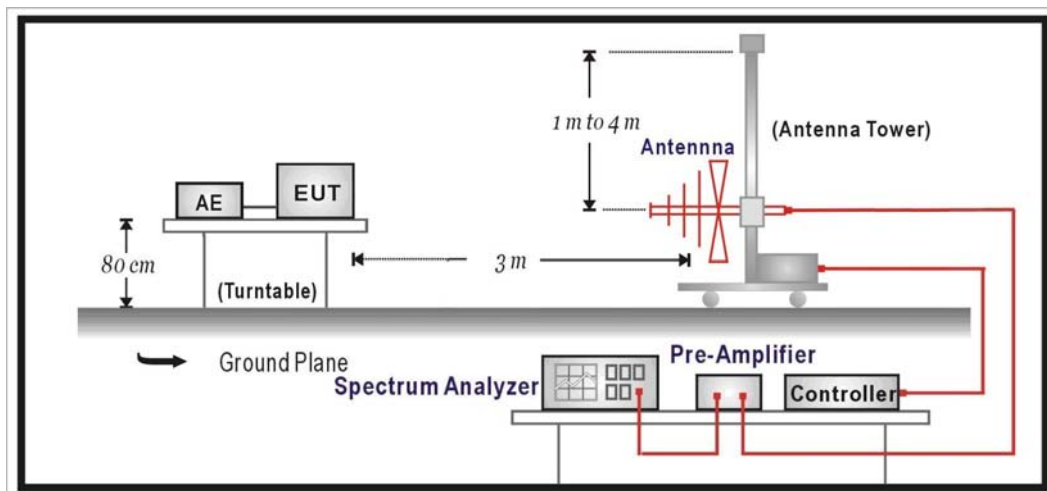 1 m to 4 m
(Antenna Tower)
Antennna
AE
EUT
80 cm
(Turntable)
3 m
Ground Plane
Pre-Amplifier
Spectrum Analyzer
Controller